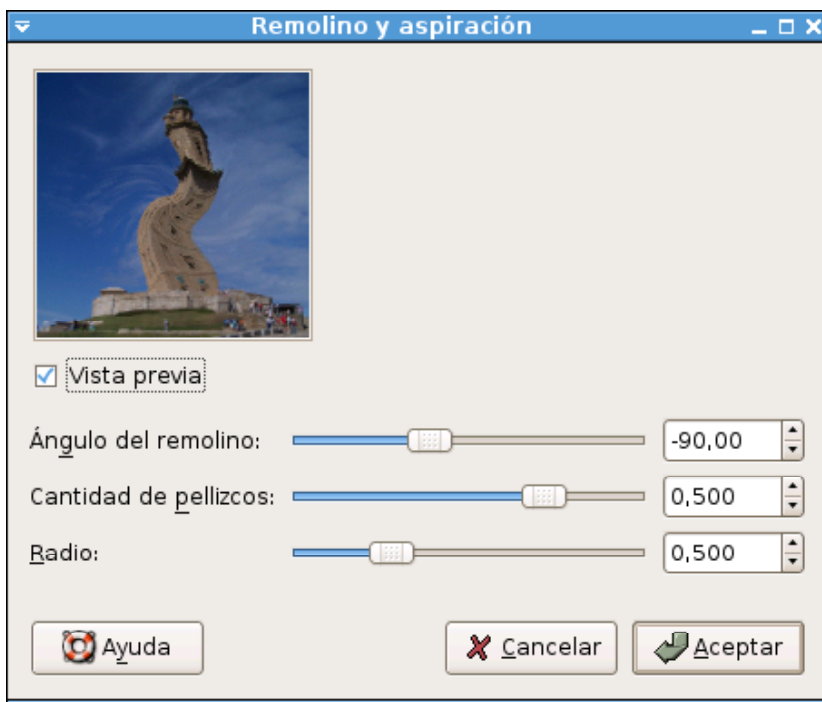 Remolino y aspiración
Vista previa
Ángulo del remolino: -90,00
Cantidad de pellizcos: 0,500
Radio: 0,500
Ayuda Cancelar Aceptar